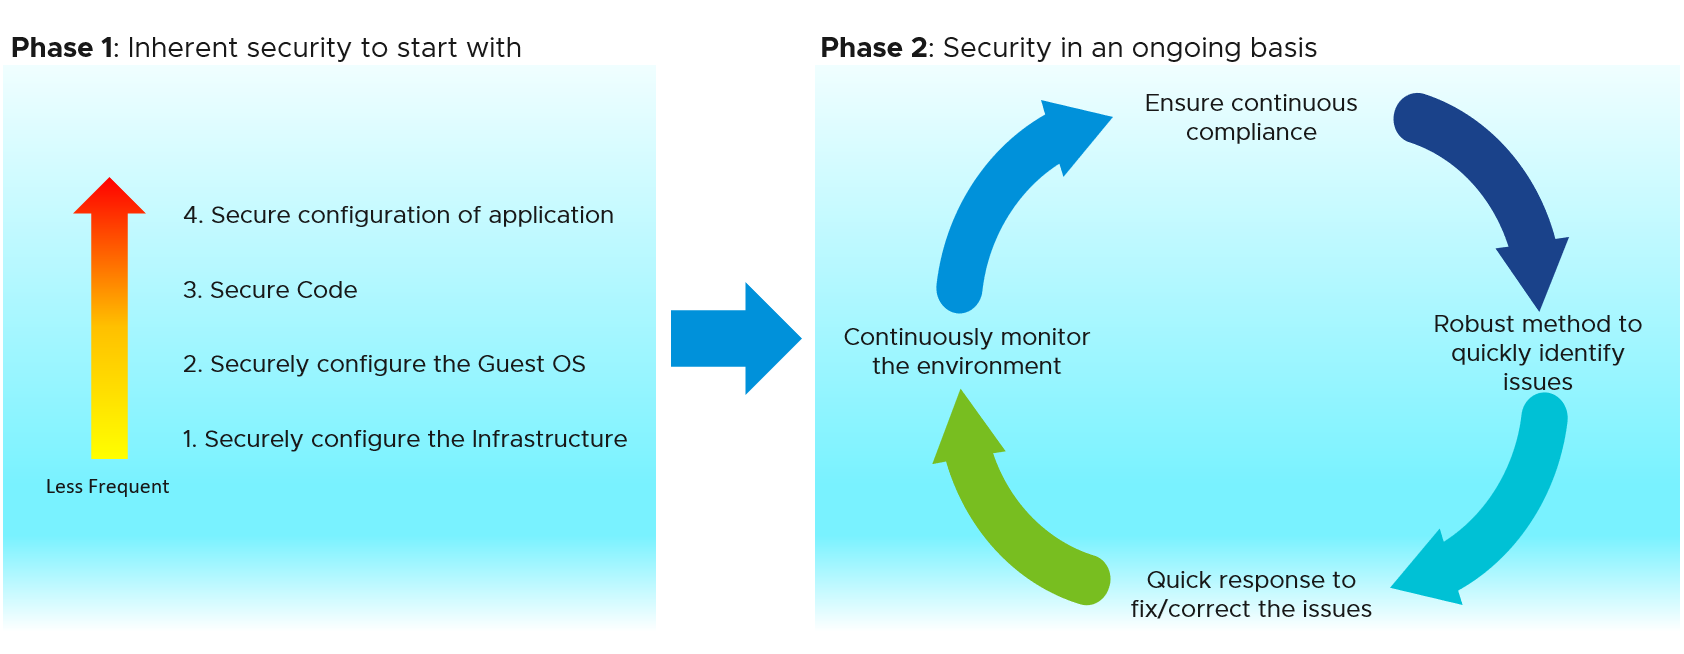 Phase 1: Inherent security to start with
4. Secure configuration of application
3. Secure Code
2. Securely configure the Guest OS
1. Securely configure the Infrastructure
Less Frequent
Phase 2: Security in an ongoing basis
Ensure continuous
compliance
Robust method to
quickly identify
issues
Quick response to
fix/correct the issues
Continuously monitor
the environment